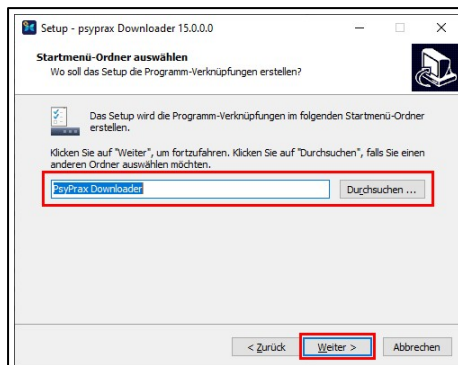 Setup - psyprax Downloader 15.0.0.0
Startmenü-Ordner auswählen
Wo soll das Setup die Programm-Verknüpfungen erstellen?
Das Setup wird die Programm-Verknüpfungen im folgenden Startmenü-Ordner
erstellen.
Klicken Sie auf "Weiter", um fortzufahren. Klicken Sie auf "Durchsuchen", falls Sie einen
anderen Ordner auswählen möchten.
PsyPrax Downloader
Durchsuchen ...
< Zurück
Weiter >
Abbrechen